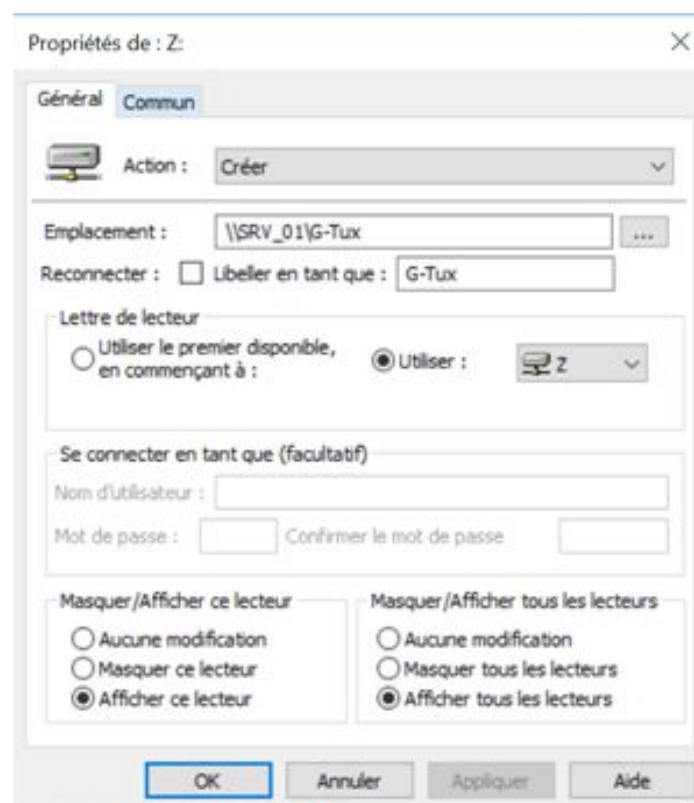 Propriétés de : Z:
Général Commun
Action : Créer
Emplacement : \\SRV_01\G-Tux ...
Reconnecter : Libeller en tant que : G-Tux
Lettre de lecteur
Utiliser le premier disponible,
en commençant à :
Utiliser : Z
Se connecter en tant que (facultatif)
Nom d'utilisateur :
Mot de passe : Confirmer le mot de passe
Masquer/Afficher ce lecteur
Aucune modification
Masquer ce lecteur
Afficher ce lecteur
Masquer/Afficher tous les lecteurs
Aucune modification
Masquer tous les lecteurs
Afficher tous les lecteurs
OK Annuler Appliquer Aide